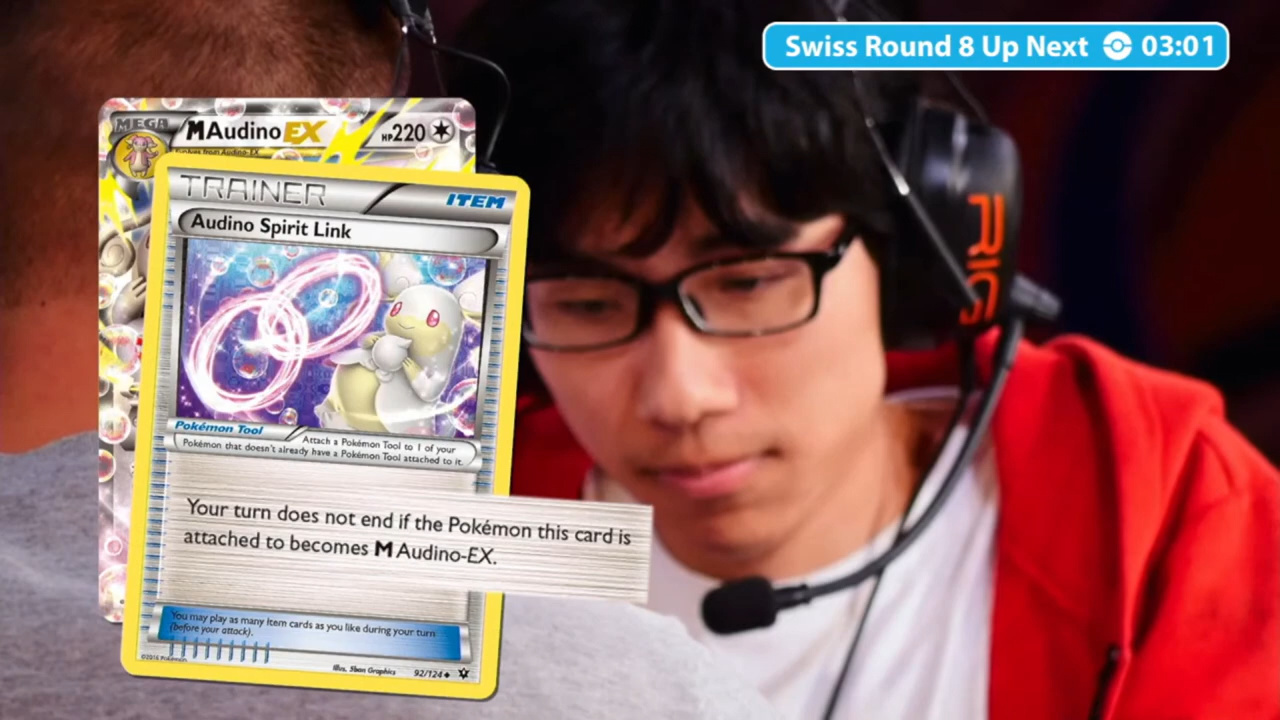 Swiss Round 8 Up Next 03:01
MEGA MAudino EX HP220
Evolves from Audino-EX
TRAINER
ITEM
Audino Spirit Link
Pokémon Tool
Attach a Pokémon Tool to 1 of your
Pokémon that doesn't already have a Pokémon Tool attached to it.
Your turn does not end if the Pokémon this card is
attached to becomes M Audino-EX.
You may play as many Item cards as you like during your turn
(before your attack).
©2016 Pokémon
Illus. 5ban Graphics
92/124
RIG